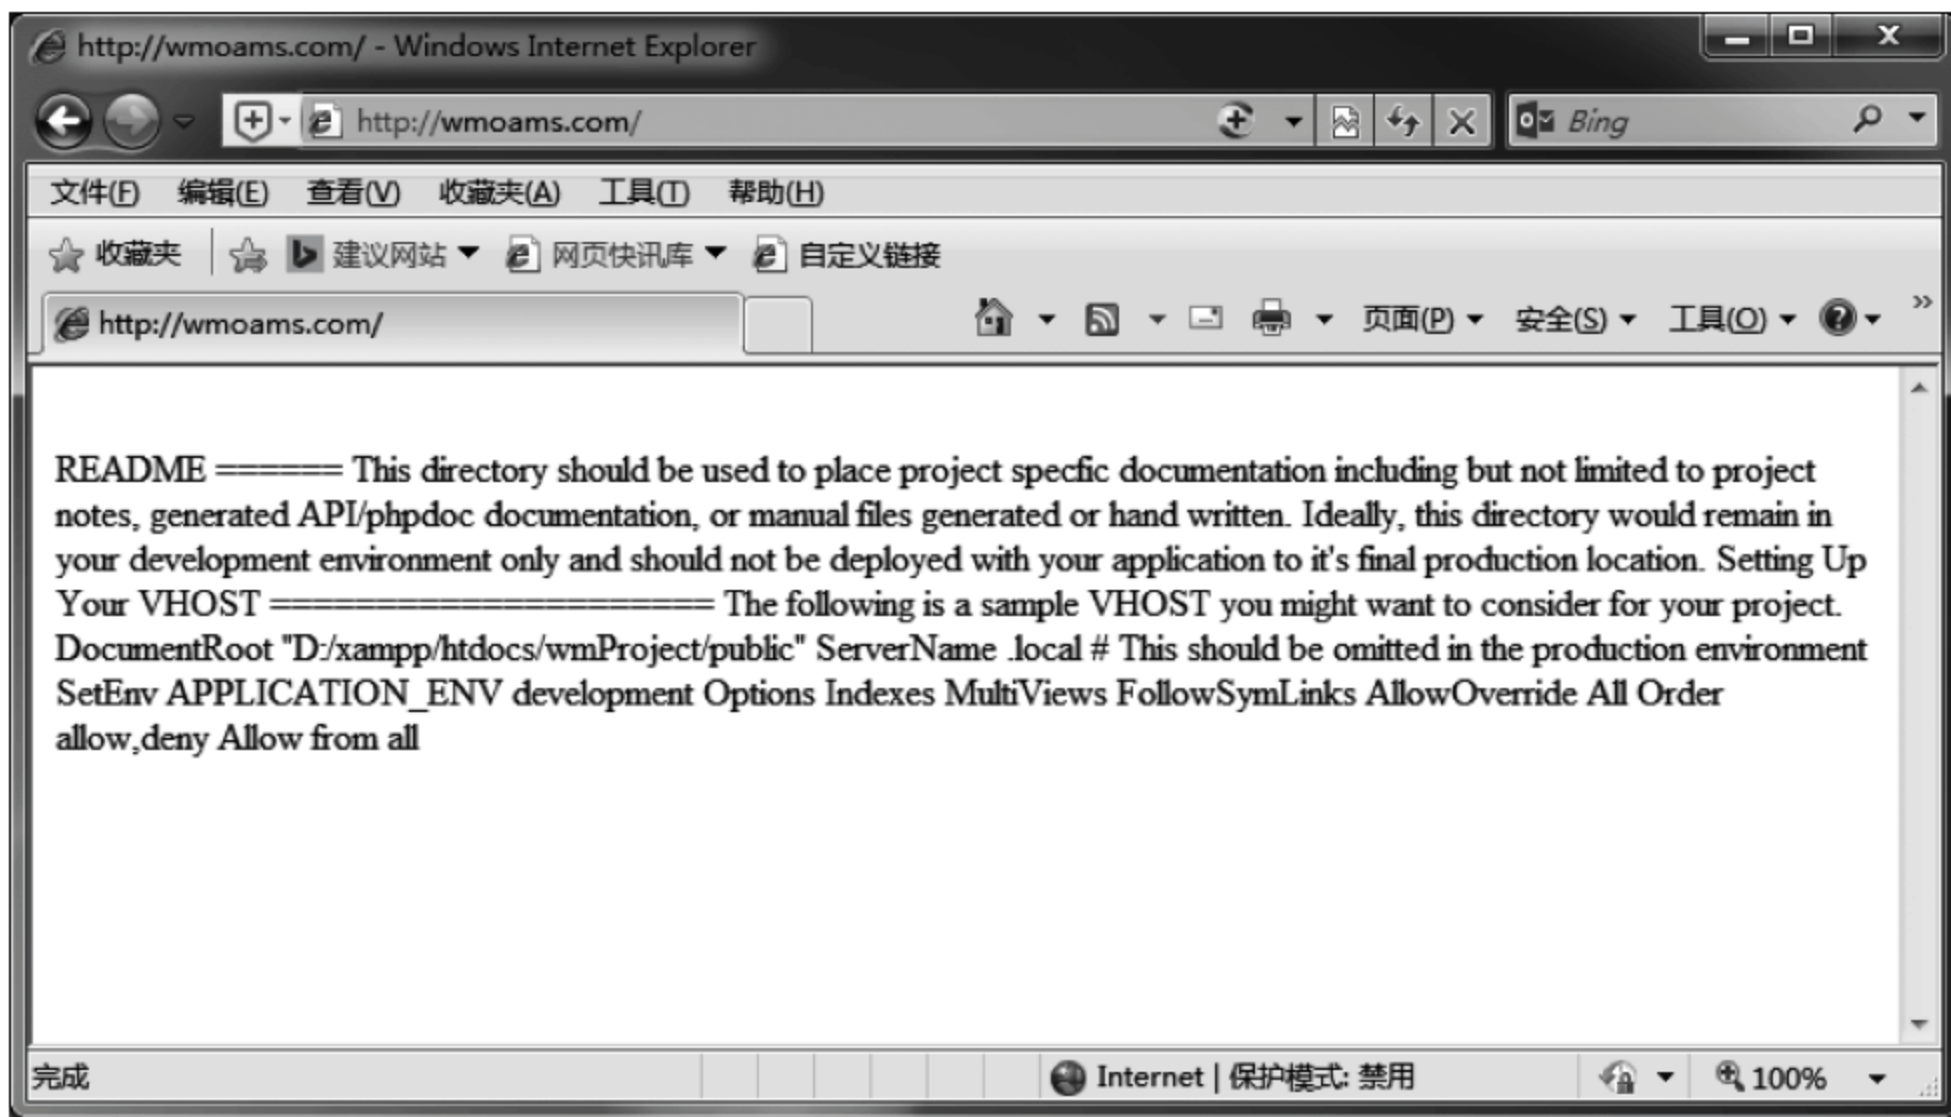 http://wmoams.com/ - Windows Internet Explorer
http://wmoams.com/
Bing
文件(F) 编辑(E) 查看(V) 收藏夹(A) 工具(T) 帮助(H)
收藏夹 建议网站 网页快讯库 自定义链接
http://wmoams.com/
页面(P) 安全(S) 工具(O)
README ====== This directory should be used to place project specfic documentation including but not limited to project
notes, generated API/phpdoc documentation, or manual files generated or hand written. Ideally, this directory would remain in
your development environment only and should not be deployed with your application to it's final production location. Setting Up
Your VHOST ===================== The following is a sample VHOST you might want to consider for your project.
DocumentRoot "D:/xampp/htdocs/wmProject/public" ServerName .local # This should be omitted in the production environment
SetEnv APPLICATION_ENV development Options Indexes MultiViews FollowSymLinks AllowOverride All Order
allow,deny Allow from all
完成
Internet | 保护模式: 禁用
100%